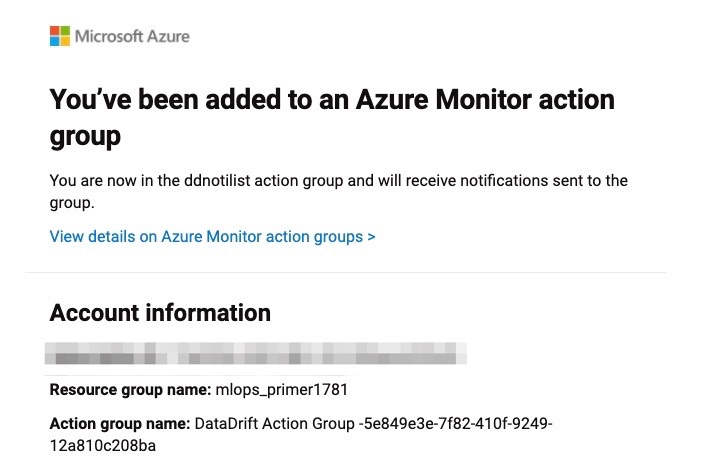 Microsoft Azure
You’ve been added to an Azure Monitor action
group
You are now in the ddnotilist action group and will receive notifications sent to the
group.
View details on Azure Monitor action groups >
Account information
Resource group name: mlops_primer1781
Action group name: DataDrift Action Group -5e849e3e-7f82-410f-9249-
12a810c208ba